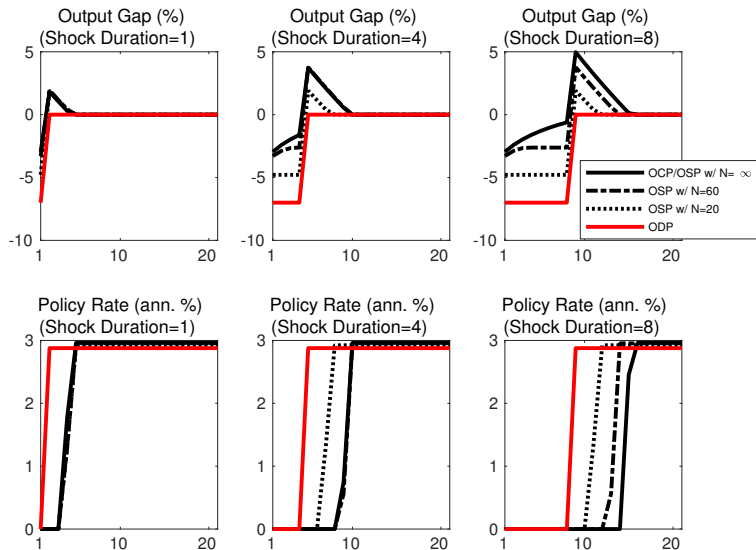 Output Gap (%)
(Shock Duration=1)
Output Gap (%)
(Shock Duration=4)
Output Gap (%)
(Shock Duration=8)
5
0
-5
-10
1
10
20
5
0
-5
-10
1
10
20
5
0
-5
-10
1
10
20
OCP/OSP w/ N= ∞
OSP w/ N=60
OSP w/ N=20
ODP
Policy Rate (ann. %)
(Shock Duration=1)
Policy Rate (ann. %)
(Shock Duration=4)
Policy Rate (ann. %)
(Shock Duration=8)
3
2
1
0
1
10
20
3
2
1
0
1
10
20
3
2
1
0
1
10
20